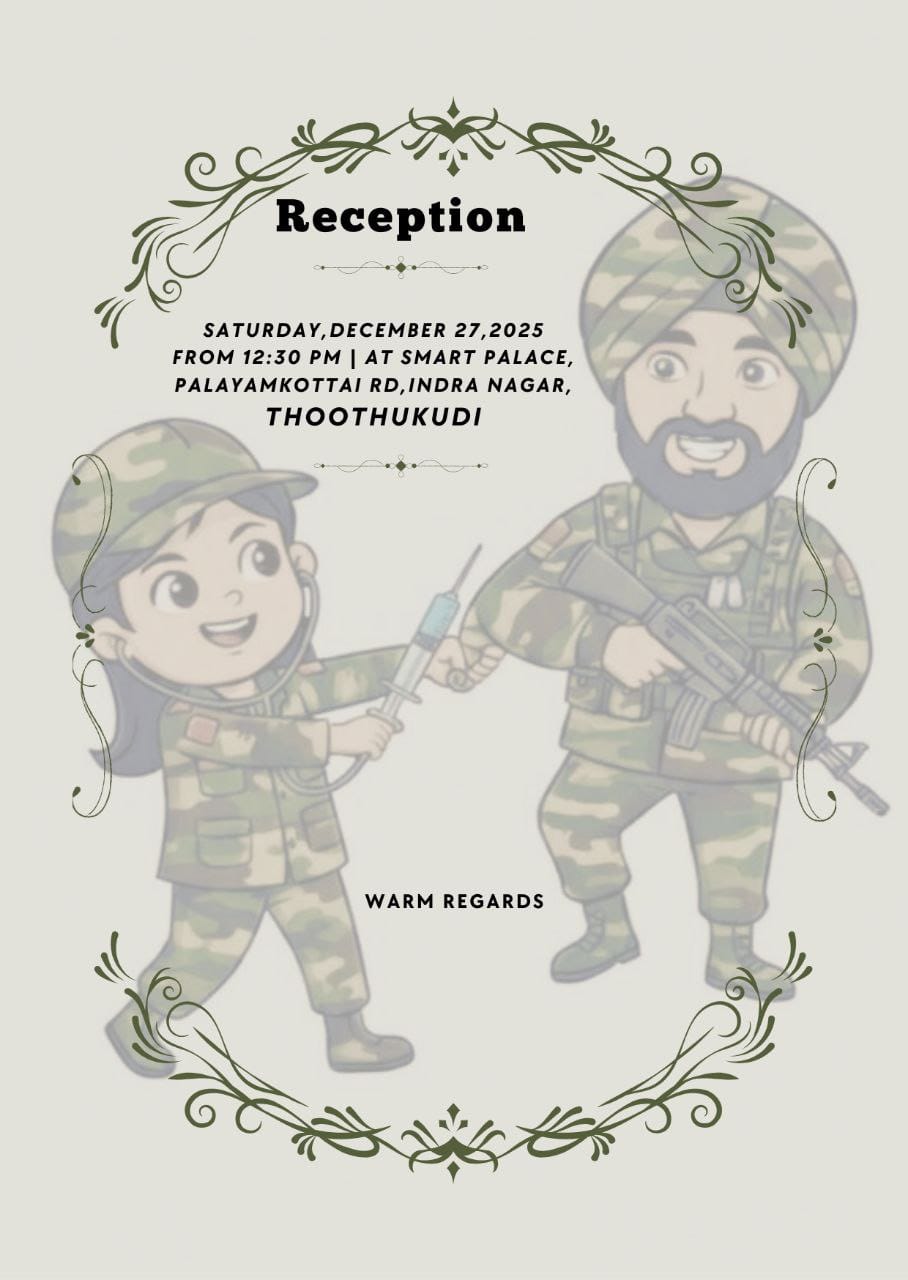 Reception
SATURDAY,DECEMBER 27,2025
FROM 12:30 PM | AT SMART PALACE,
PALAYAMKOTTAI RD,INDRA NAGAR,
THOOTHUKUDI
WARM REGARDS